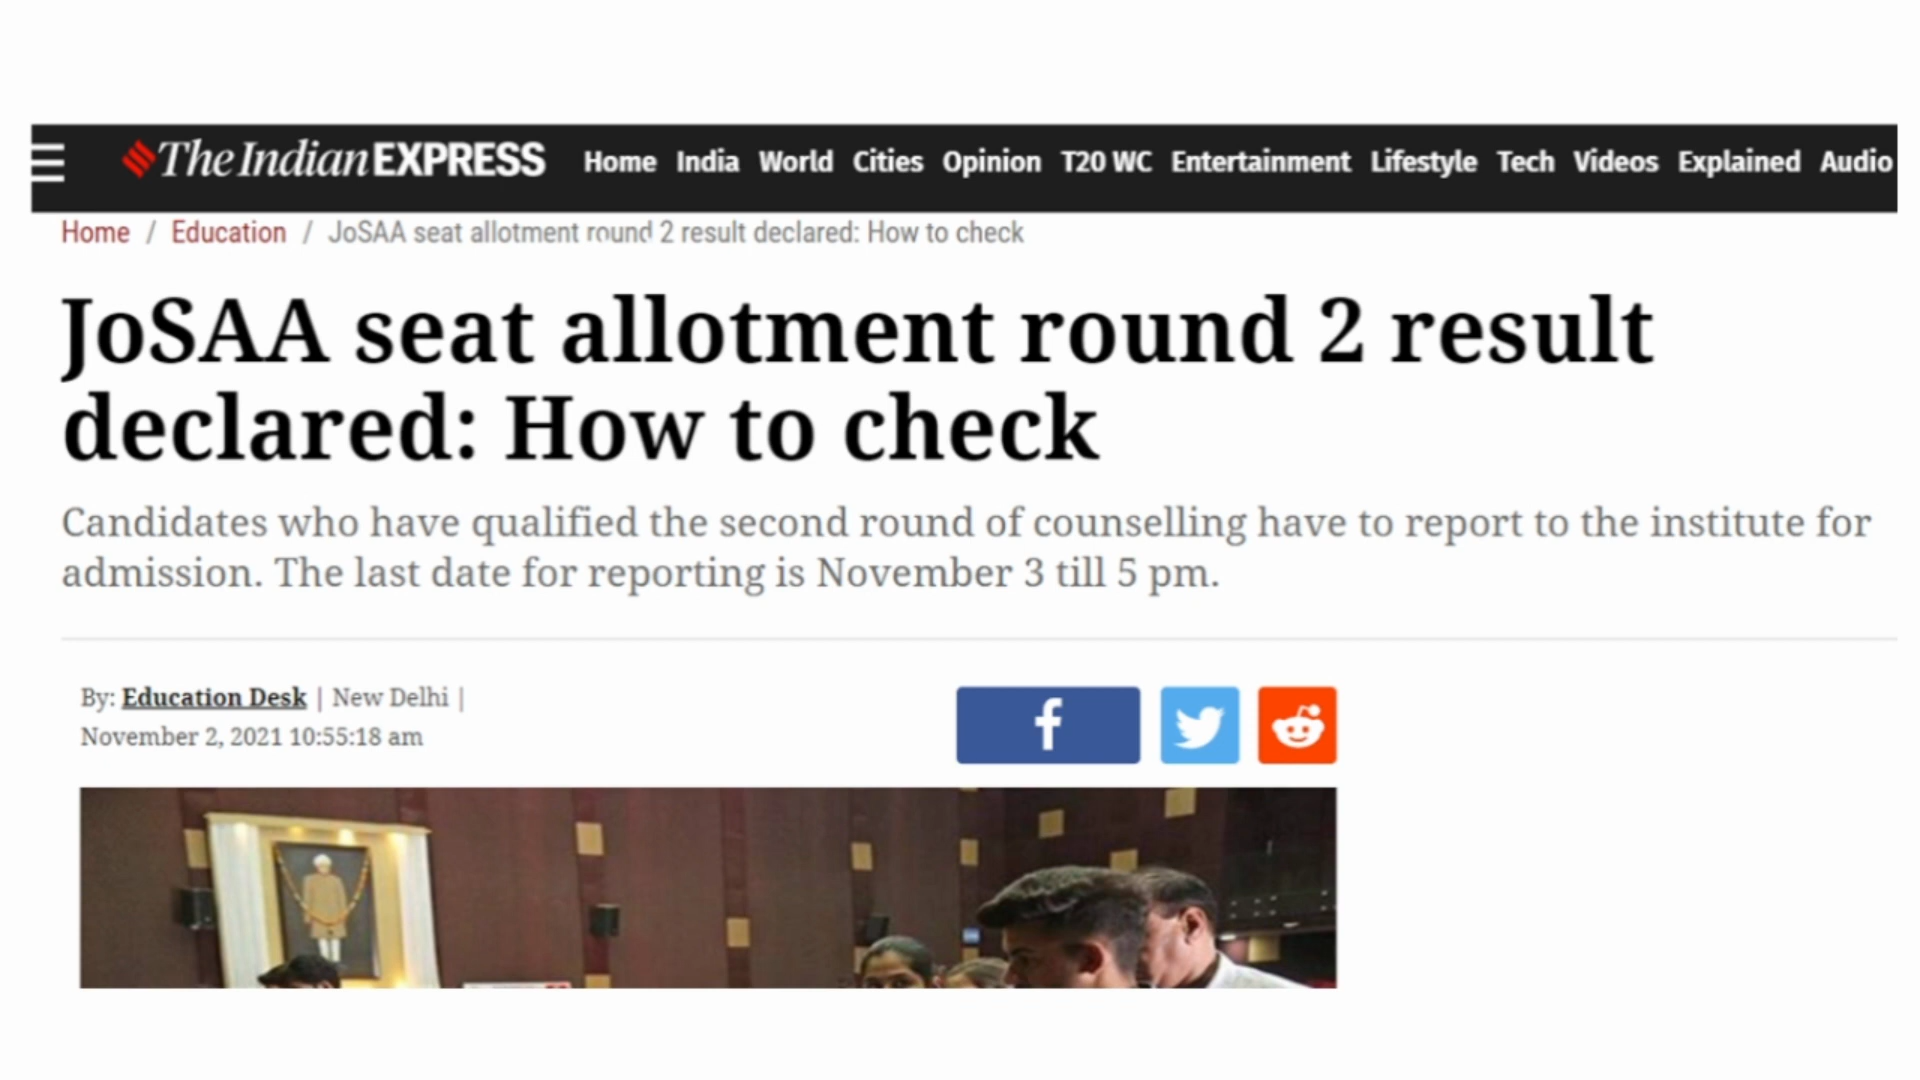 The Indian EXPRESS Home India World Cities Opinion T20 WC Entertainment Lifestyle Tech Videos Explained Audio
Home / Education / JoSAA seat allotment round 2 result declared: How to check
JoSAA seat allotment round 2 result
declared: How to check
Candidates who have qualified the second round of counselling have to report to the institute for
admission. The last date for reporting is November 3 till 5 pm.
By: Education Desk | New Delhi |
November 2, 2021 10:55:18 am